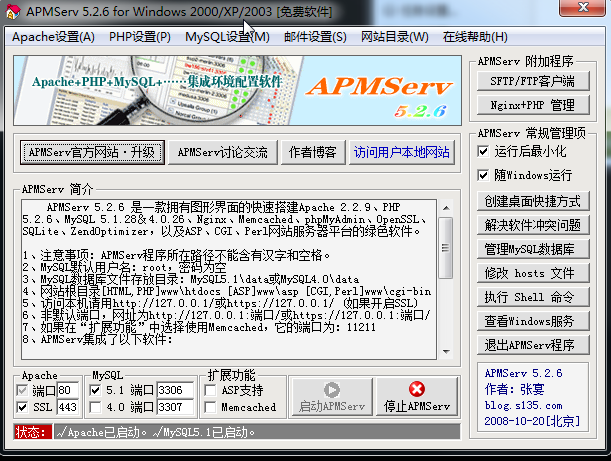 APMServ 5.2.6 for Windows 2000/XP/2003 [免费软件]
Apache设置(A) PHP设置(P) MySQL设置(M) 邮件设置(S) 网站目录(W) 在线帮助(H)
Apache+PHP+MySQL+……集成环境配置软件
APMServ
5.2.6
APMServ官方网站·升级 APMServ讨论交流 作者博客 访问用户本地网站
APMServ 简介
APMServ 5.2.6 是一款拥有图形界面的快速搭建Apache 2.2.9、PHP
5.2.6、MySQL 5.1.28&4.0.26、Nginx、Memcached、phpMyAdmin、OpenSSL、
SQLite、ZendOptimizer，以及ASP、CGI、Perl网站服务器平台的绿色软件。
1、注意事项：APMServ程序所在路径不能含有汉字和空格。
2、MySQL默认用户名：root，密码为空
3、MySQL数据库文件存放目录：MySQL5.1\data或MySQL4.0\data
4、网站根目录[HTML,PHP]www\htdocs [ASP]www\asp [CGI,Perl]www\cgi-bin
5、访问本机请用http://127.0.0.1/或https://127.0.0.1/ (如果开启SSL)
6、非默认端口，网址为http://127.0.0.1:端口/或https://127.0.0.1:端口/
7、如果在“扩展功能”中选择使用Memcached，它的端口为：11211
8、APMServ集成了以下软件：
Apache
端口 80
SSL 443
MySQL
5.1 端口 3306
4.0 端口 3307
扩展功能
ASP支持
Memcached
启动APMServ
停止APMServ
状态： √Apache已启动。√MySQL5.1已启动。
APMServ 附加程序
SFTP/FTP客户端
Nginx+PHP 管理
APMServ 常规管理项
运行后最小化
随Windows运行
创建桌面快捷方式
解决软件冲突问题
管理MySQL数据库
修改 hosts 文件
执行 Shell 命令
查看Windows服务
退出APMServ程序
APMServ 5.2.6
作者：张宴
blog.s135.com
2008-10-20[北京]